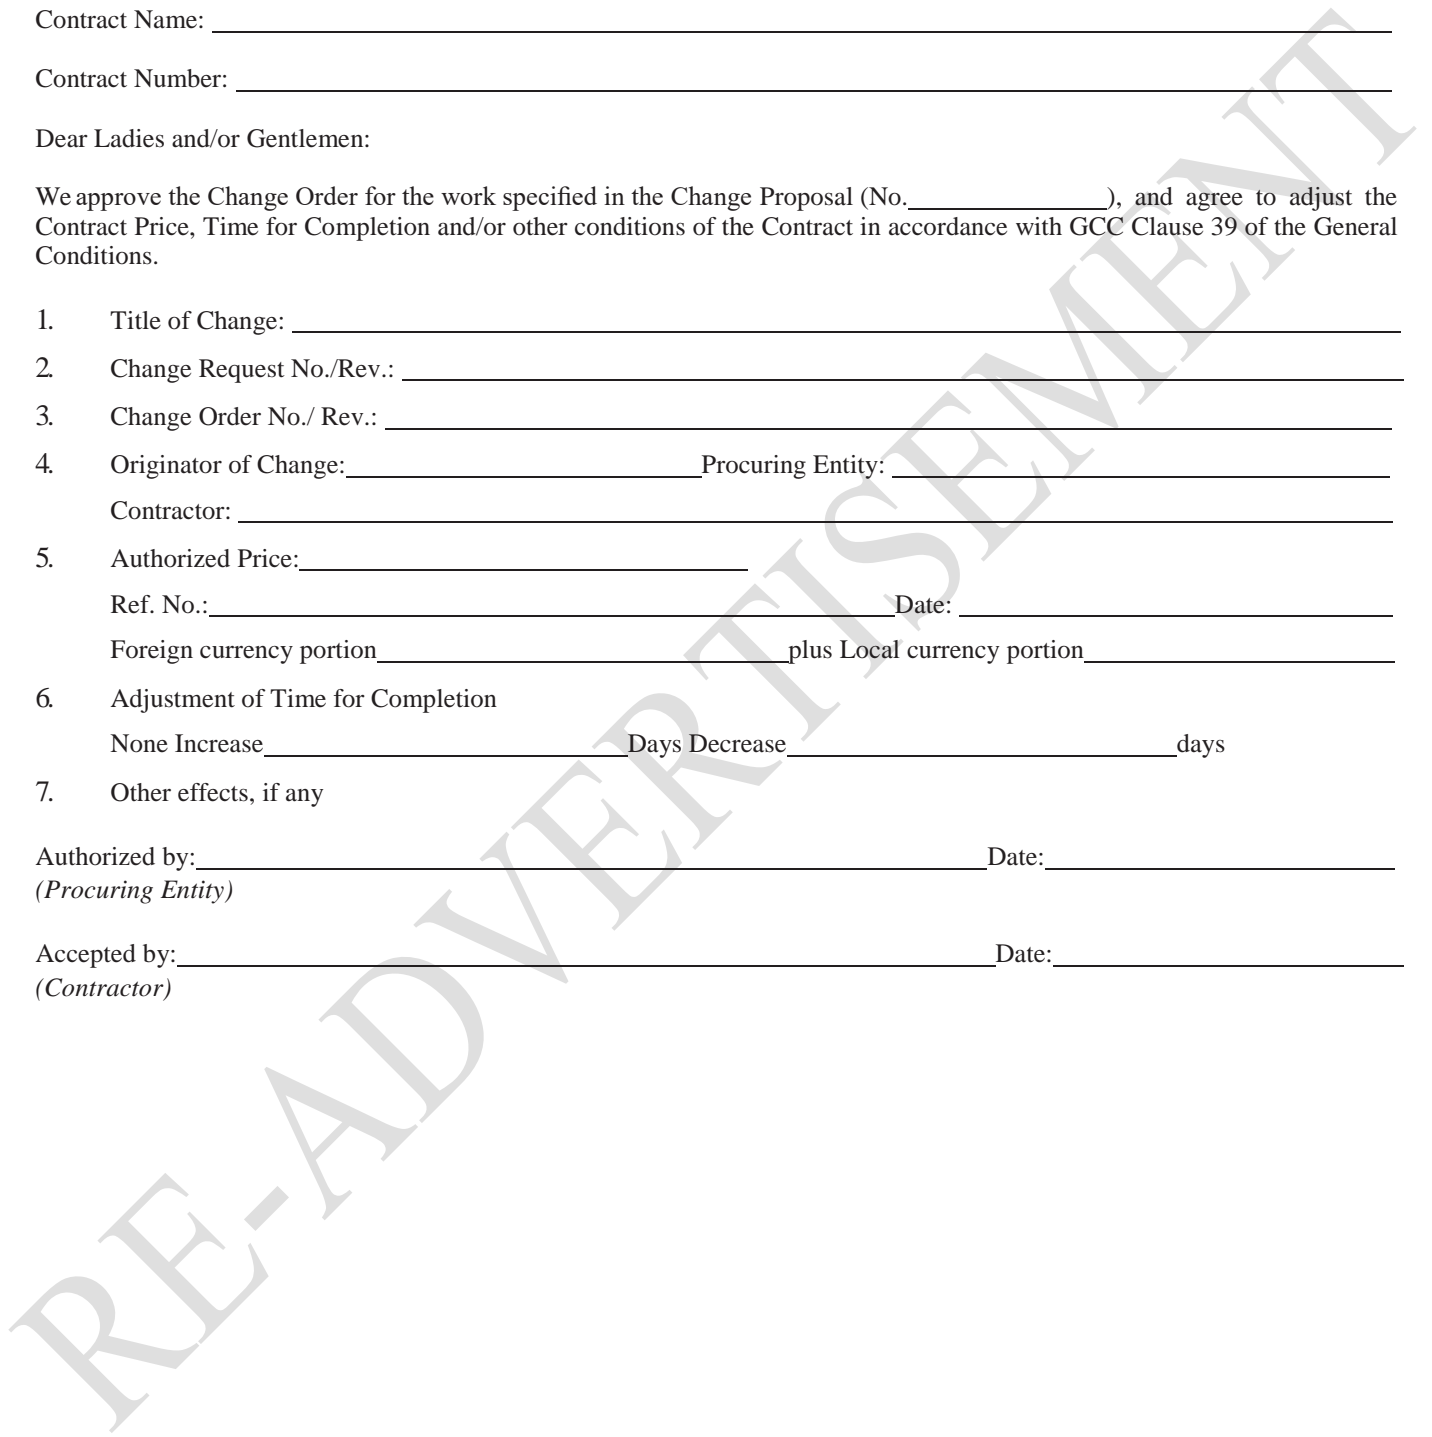 Contract Name: 
Contract Number: 
Dear Ladies and/or Gentlemen:
We approve the Change Order for the work specified in the Change Proposal (No. ), and agree to adjust the
Contract Price, Time for Completion and/or other conditions of the Contract in accordance with GCC Clause 39 of the General
Conditions.
1. Title of Change: 
2. Change Request No./Rev.: 
3. Change Order No./ Rev.: 
4. Originator of Change: Procuring Entity: 
Contractor: 
5. Authorized Price: 
Ref. No.: Date: 
Foreign currency portion plus Local currency portion
6. Adjustment of Time for Completion
None Increase Days Decrease days
7. Other effects, if any
Authorized by: Date: 
(Procuring Entity)
Accepted by: Date: 
(Contractor)
RE-ADVERTISEMENT